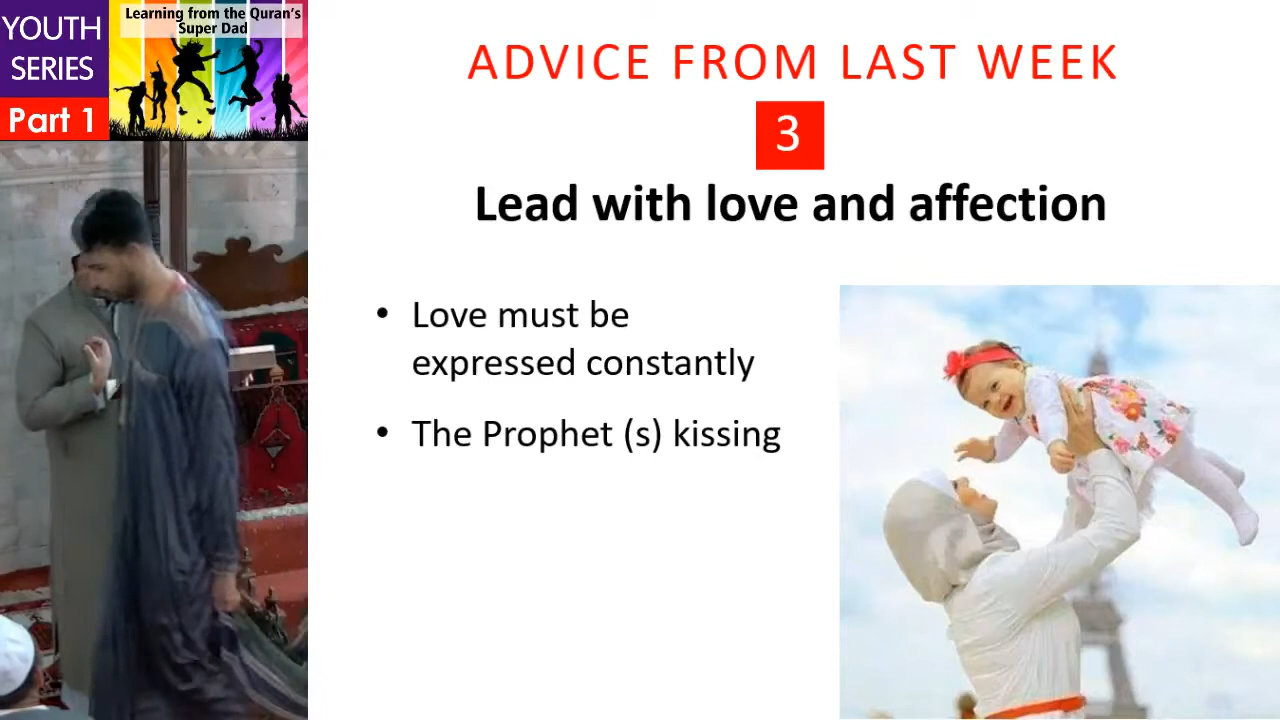 YOUTH
SERIES
Part 1
Learning from the Quran's
Super Dad
ADVICE FROM LAST WEEK
3
Lead with love and affection
• Love must be
expressed constantly
• The Prophet (s) kissing